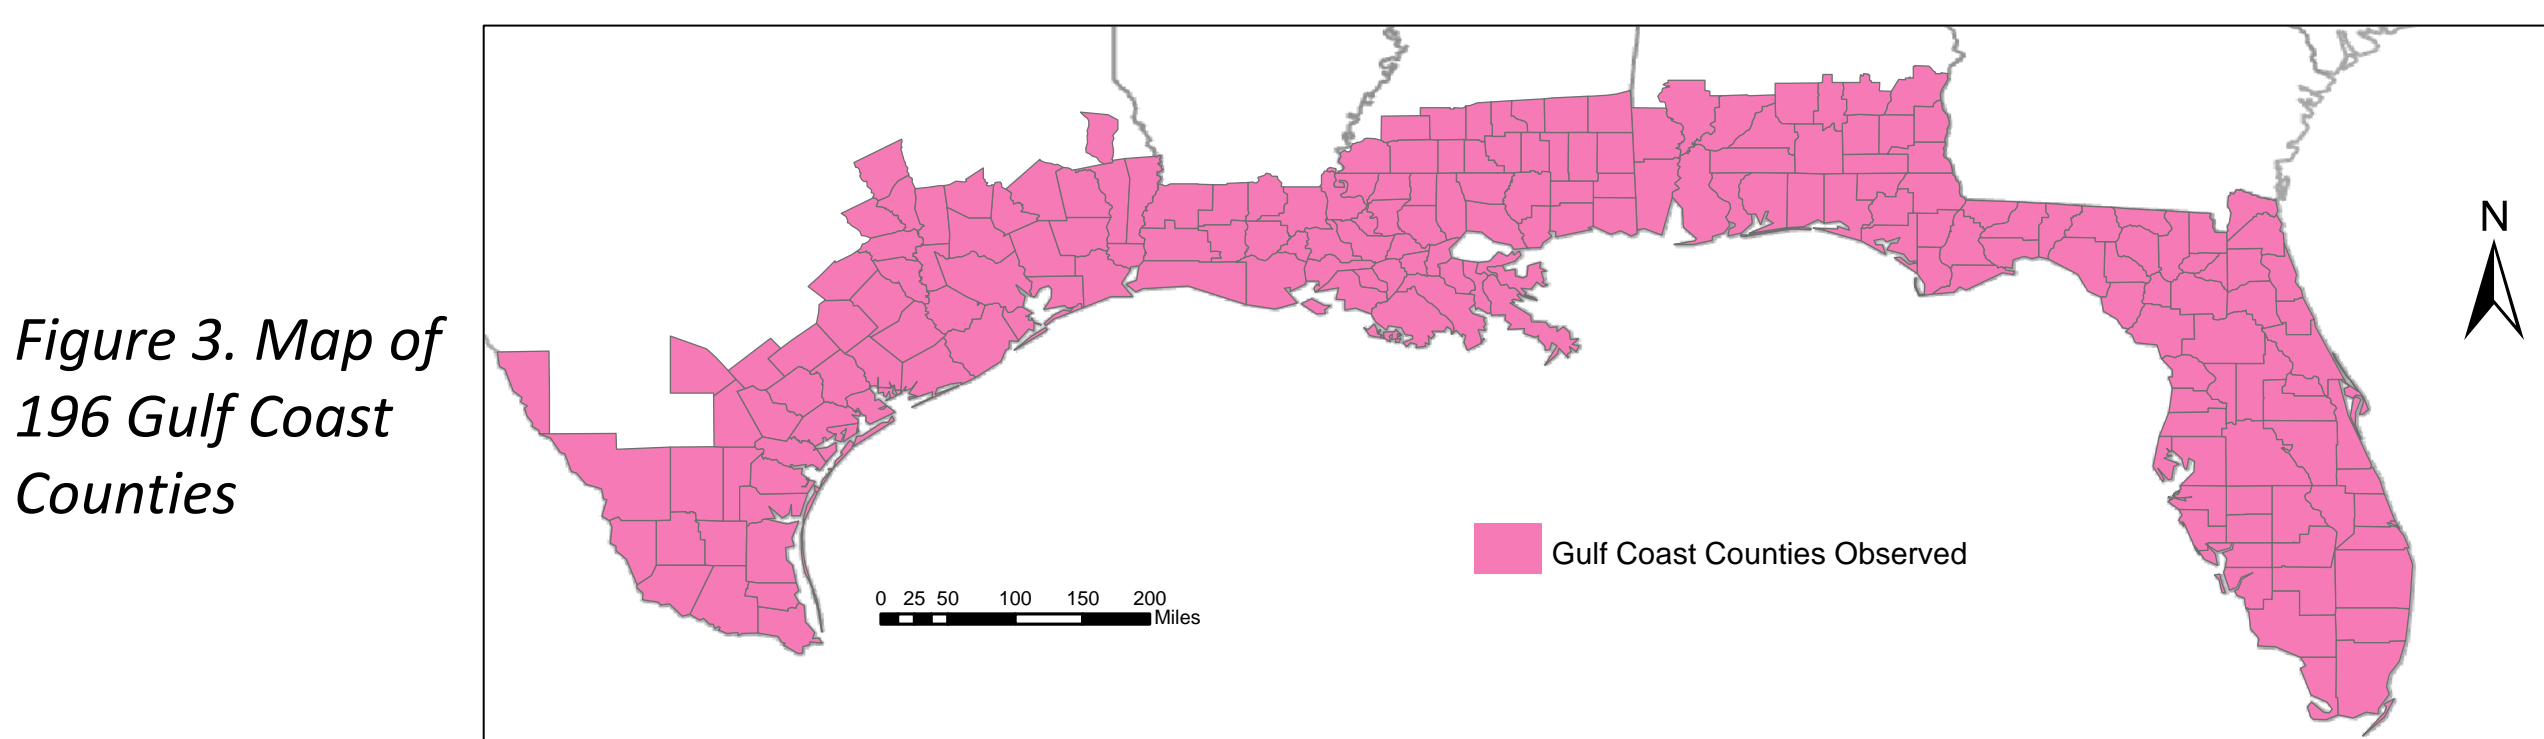 Figure 3. Map of
196 Gulf Coast
Counties
N
Gulf Coast Counties Observed
0 25 50 100 150 200
Miles